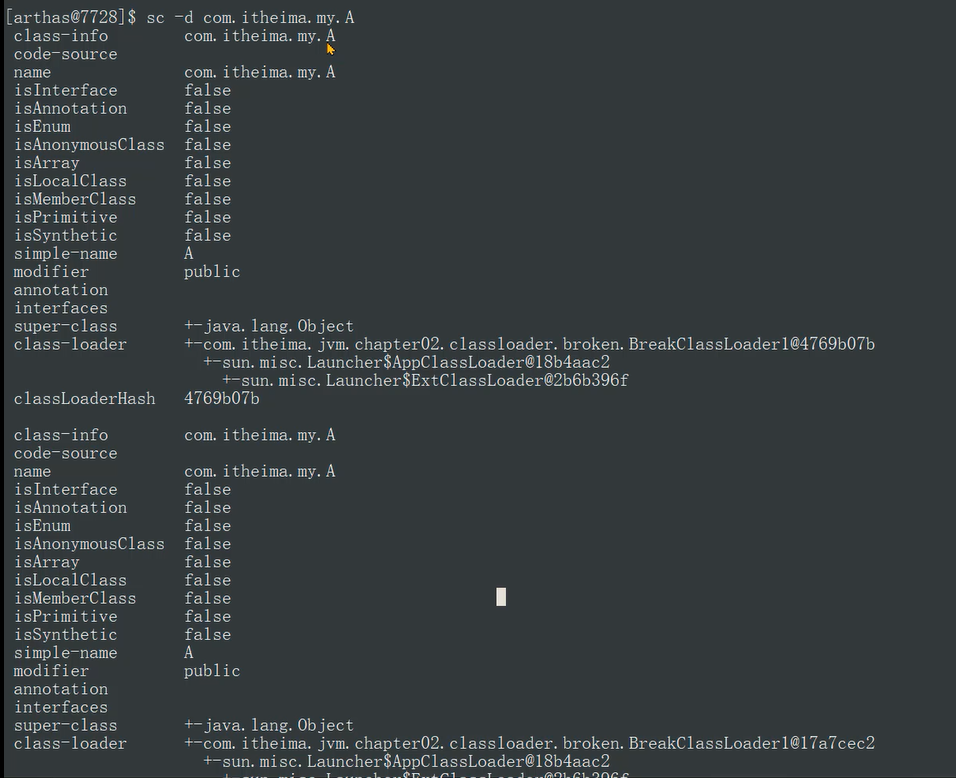 [arthas@7728]$ sc -d com.itheima.my.A
class-info com.itheima.my.A
code-source
name com.itheima.my.A
isInterface false
isAnnotation false
isEnum false
isAnonymousClass false
isArray false
isLocalClass false
isMemberClass false
isPrimitive false
isSynthetic false
simple-name A
modifier public
annotation
interfaces
super-class +-java.lang.Object
class-loader +-com.itheima.jvm.chapter02.classloader.broken.BreakClassLoader1@4769b07b
+-sun.misc.Launcher$AppClassLoader@18b4aac2
+-sun.misc.Launcher$ExtClassLoader@2b6b396f
classLoaderHash 4769b07b
class-info com.itheima.my.A
code-source
name com.itheima.my.A
isInterface false
isAnnotation false
isEnum false
isAnonymousClass false
isArray false
isLocalClass false
isMemberClass false
isPrimitive false
isSynthetic false
simple-name A
modifier public
annotation
interfaces
super-class +-java.lang.Object
class-loader +-com.itheima.jvm.chapter02.classloader.broken.BreakClassLoader1@17a7cec2
+-sun.misc.Launcher$AppClassLoader@18b4aac2
+-sun.misc.Launcher$ExtClassLoader@2b6b396f